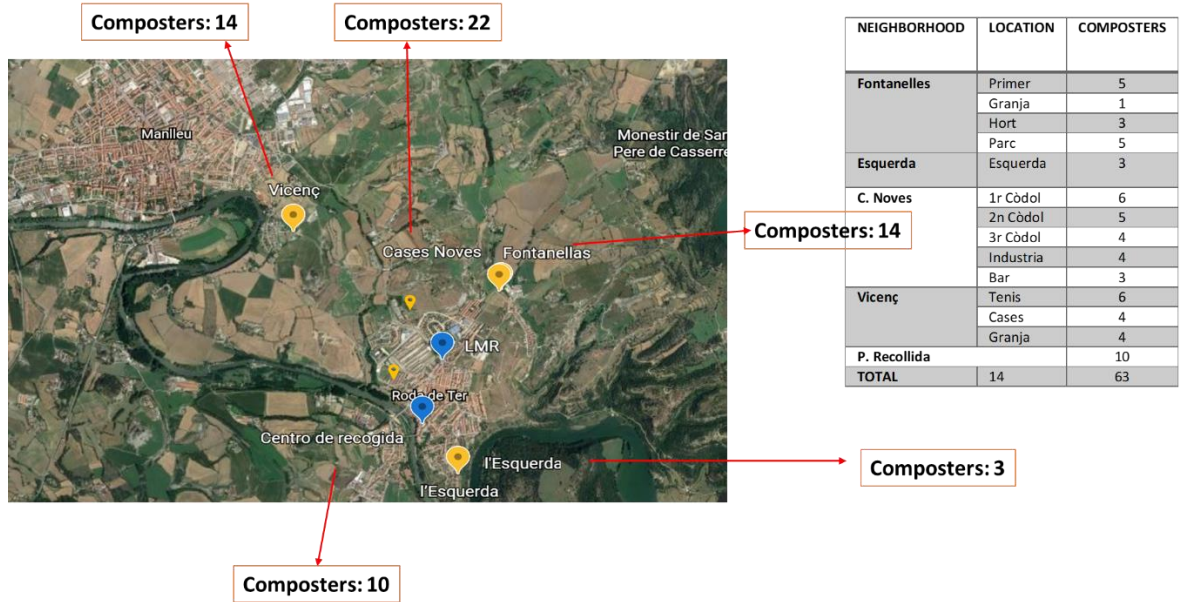 Composters: 14
Composters: 22
Manlleu
Monestir de San
Pere de Casserre
Vicenç
Cases Noves
Fontanellas
Composters: 14
LMR
Roda de Ter
Centro de recogida
l'Esquerda
l'Esquerda
Composters: 3
Composters: 10
NEIGHBORHOOD LOCATION COMPOSTERS
Fontanelles Primer 5
Granja 1
Hort 3
Parc 5
Esquerda Esquerda 3
C. Noves 1r Còdol 6
2n Còdol 5
3r Còdol 4
Industria 4
Bar 3
Vicenç Tenis 6
Cases 4
Granja 4
P. Recollida 10
TOTAL 14 63